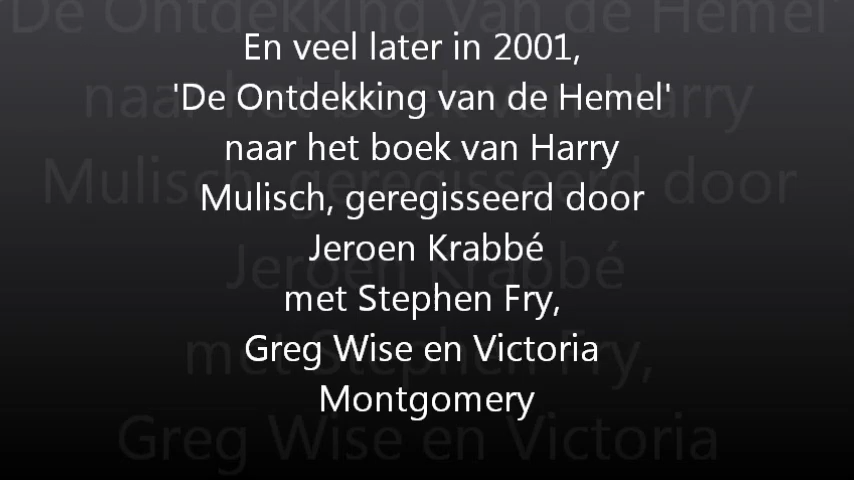 En veel later in 2001,
'De Ontdekking van de Hemel'
naar het boek van Harry
Mulisch, geregisseerd door
Jeroen Krabbé
met Stephen Fry,
Greg Wise en Victoria
Montgomery